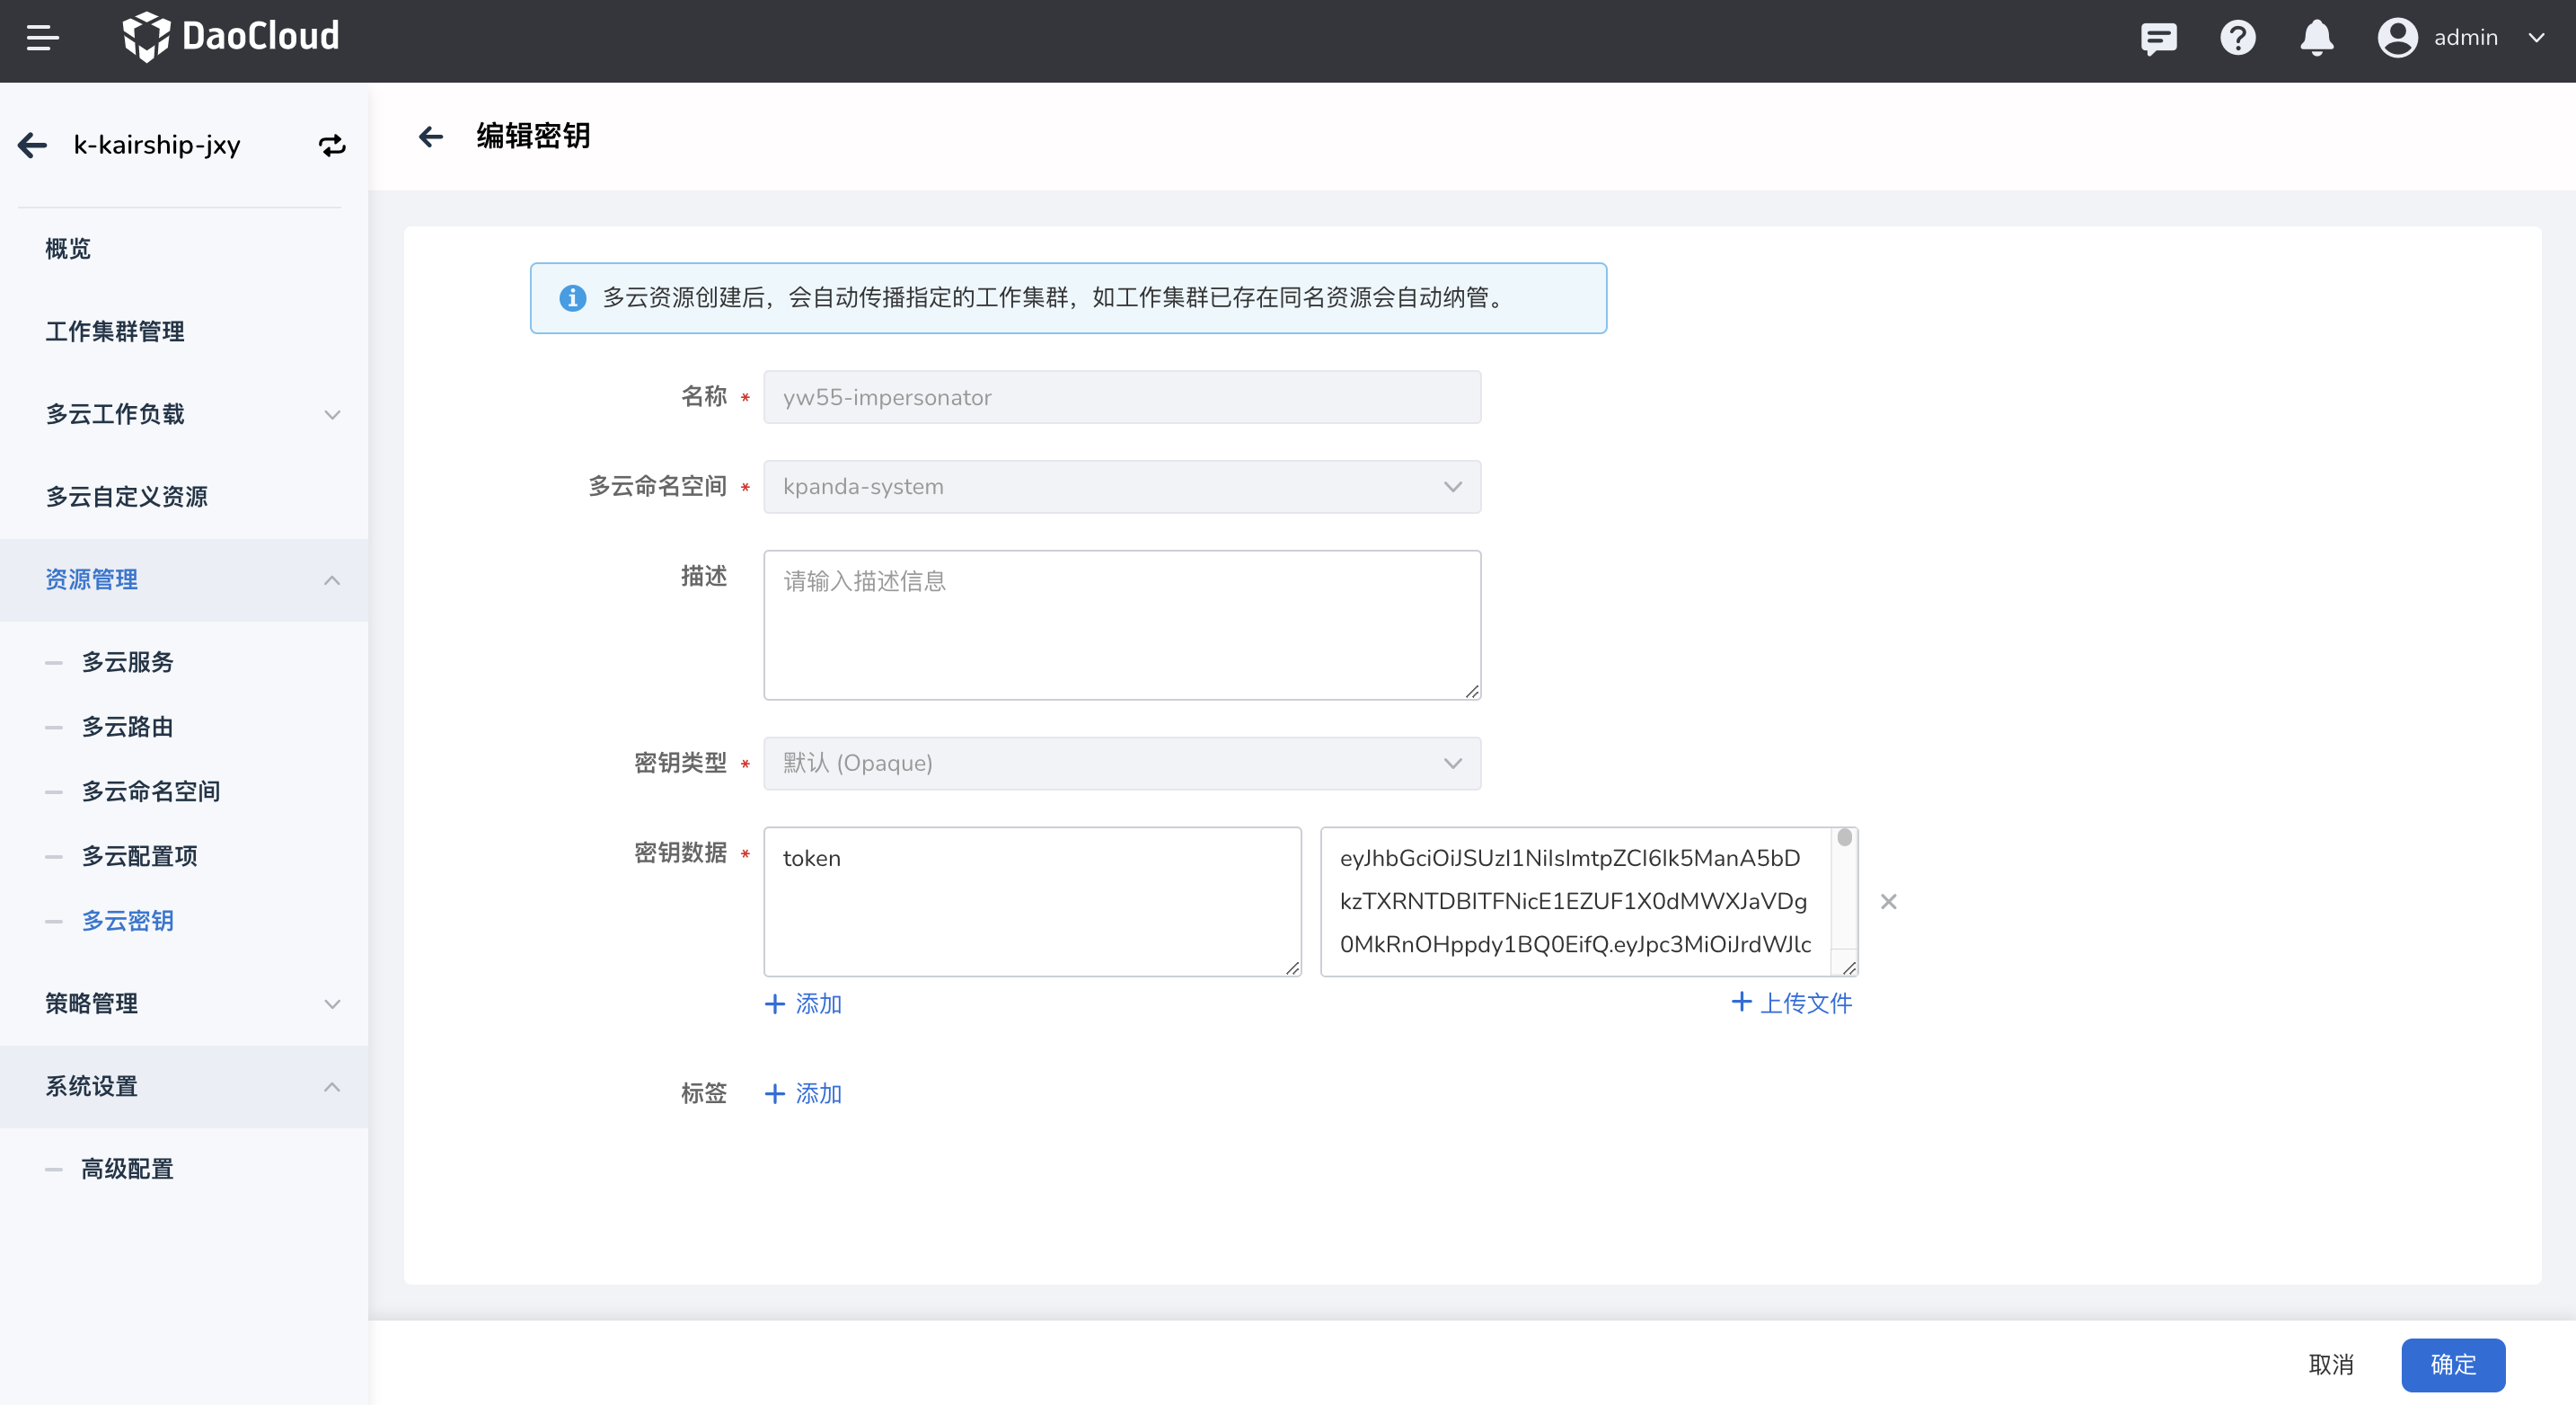 DaoCloud
admin
k-kairship-jxy
概览
工作集群管理
多云工作负载
多云自定义资源
资源管理
多云服务
多云路由
多云命名空间
多云配置项
多云密钥
策略管理
系统设置
高级配置
编辑密钥
多云资源创建后，会自动传播指定的工作集群，如工作集群已存在同名资源会自动纳管。
名称 * yw55-impersonator
多云命名空间 * kpanda-system
描述 请输入描述信息
密钥类型 * 默认 (Opaque)
密钥数据 * token
eyJhbGciOiJSUzI1NiIsImtpZCI6Ik5ManA5bD
kzTXRNTDBITFNicE1EZUF1X0dMWXJaVDg
0MkRnOHppdy1BQ0EifQ.eyJpc3MiOiJrdWJlc
+ 添加
+ 上传文件
标签 + 添加
取消
确定